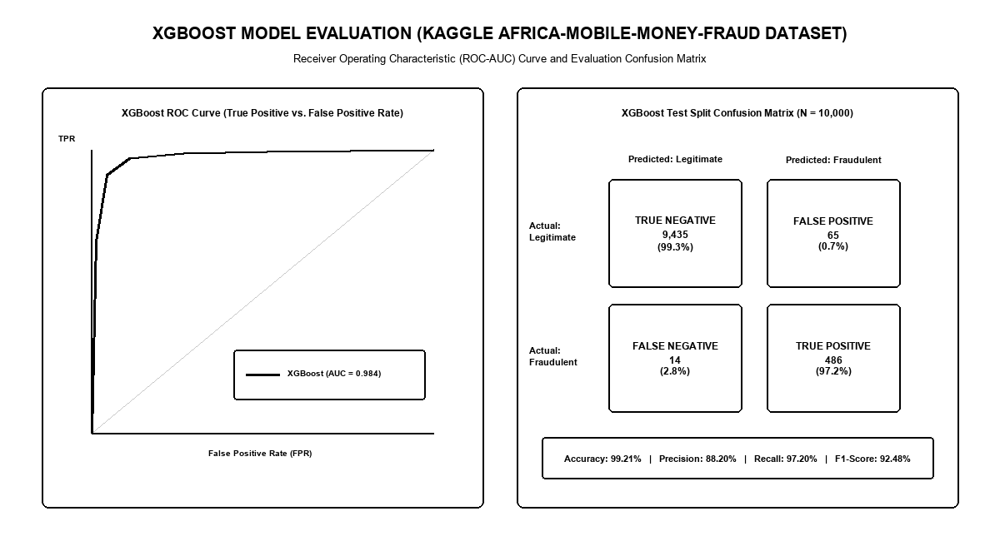 XGBOOST MODEL EVALUATION (KAGGLE AFRICA-MOBILE-MONEY-FRAUD DATASET)
Receiver Operating Characteristic (ROC-AUC) Curve and Evaluation Confusion Matrix
XGBoost ROC Curve (True Positive vs. False Positive Rate)
TPR
XGBoost (AUC = 0.984)
False Positive Rate (FPR)
XGBoost Test Split Confusion Matrix (N = 10,000)
Predicted: Legitimate
Predicted: Fraudulent
Actual:
Legitimate
TRUE NEGATIVE
9,435
(99.3%)
FALSE POSITIVE
65
(0.7%)
Actual:
Fraudulent
FALSE NEGATIVE
14
(2.8%)
TRUE POSITIVE
486
(97.2%)
Accuracy: 99.21% | Precision: 88.20% | Recall: 97.20% | F1-Score: 92.48%